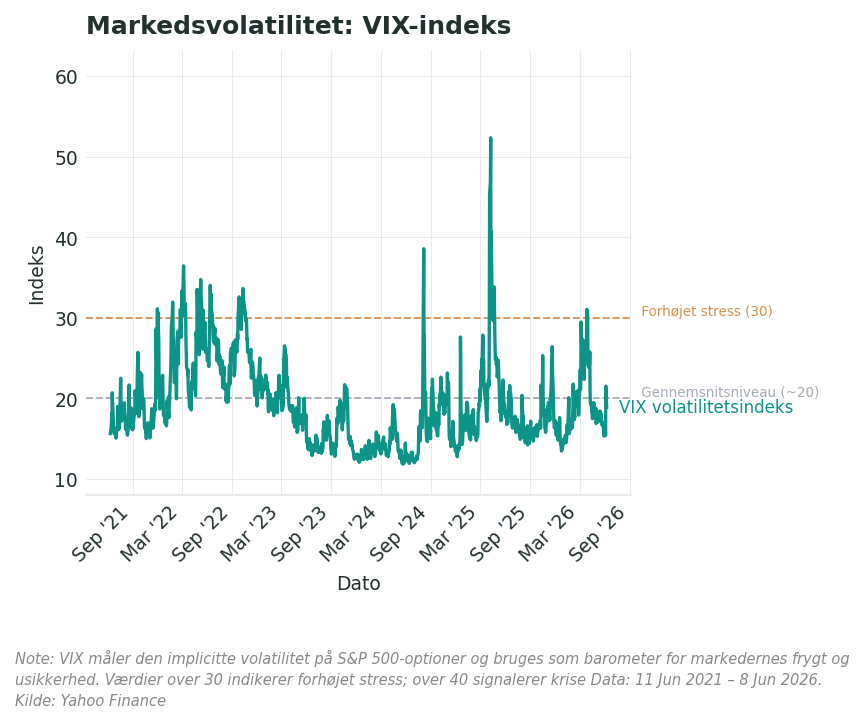 Markedsvolatilitet: VIX-indeks
60
50
40
30
20
10
Indeks
Forhøjet stress (30)
Gennemsnitsniveau (~20)
VIX volatilitetsindeks
Sep '21
Mar '22
Sep '22
Mar '23
Sep '23
Mar '24
Sep '24
Mar '25
Sep '25
Mar '26
Sep '26
Dato
Note: VIX måler den implicitte volatilitet på S&P 500-optioner og bruges som barometer for markedernes frygt og
usikkerhed. Værdier over 30 indikerer forhøjet stress; over 40 signalerer krise Data: 11 Jun 2021 – 8 Jun 2026.
Kilde: Yahoo Finance